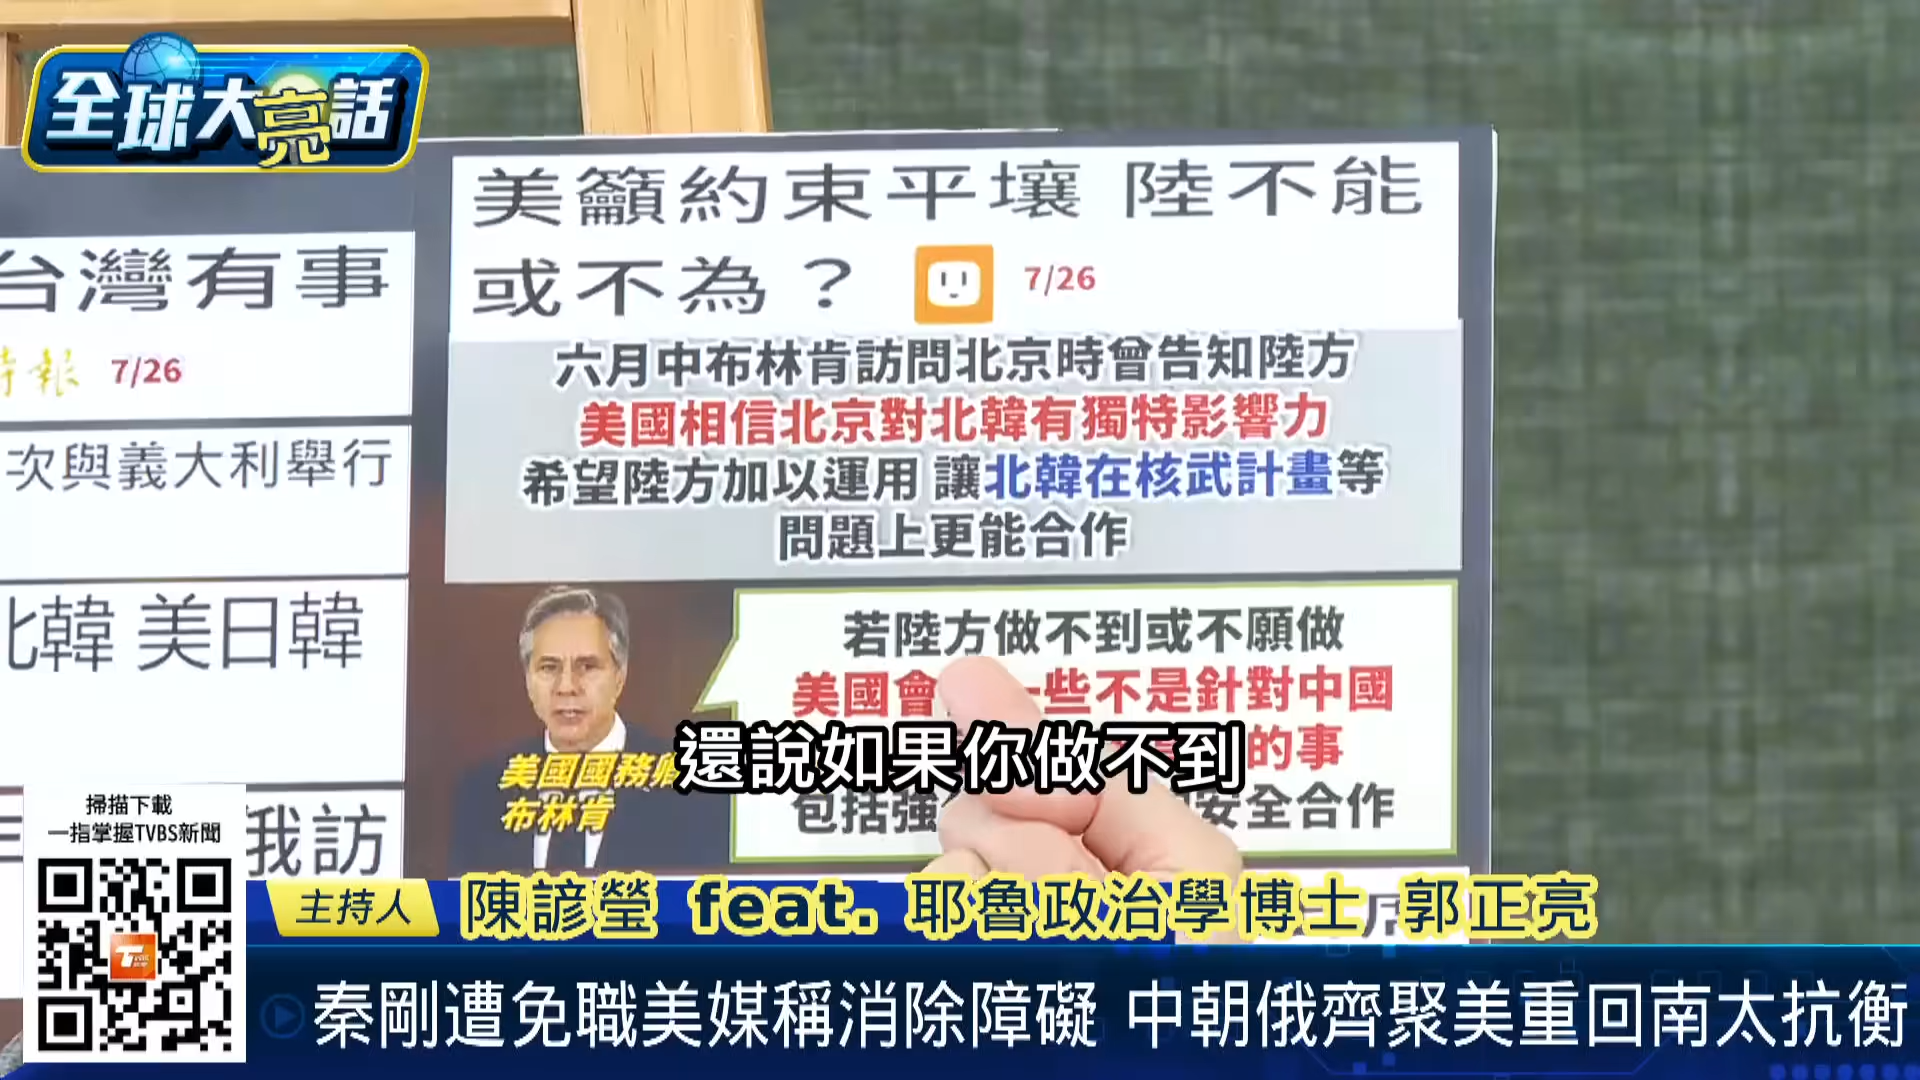 全球大亮話
美籲約束平壤 陸不能
或不為？
7/26
六月中布林肯訪問北京時曾告知陸方
美國相信北京對北韓有獨特影響力
希望陸方加以運用 讓北韓在核武計畫等
問題上更能合作
若陸方做不到或不願做
美國會 一些不是針對中國
的事
包括強 安全合作
美國國務卿
布林肯
台灣有事
時報 7/26
次與義大利舉行
北韓 美日韓
俄訪
還說如果你做不到
掃描下載
一指掌握TVBS新聞
主持人 陳諺瑩 feat. 耶魯政治學博士 郭正亮
秦剛遭免職美媒稱消除障礙 中朝俄齊聚美重回南太抗衡